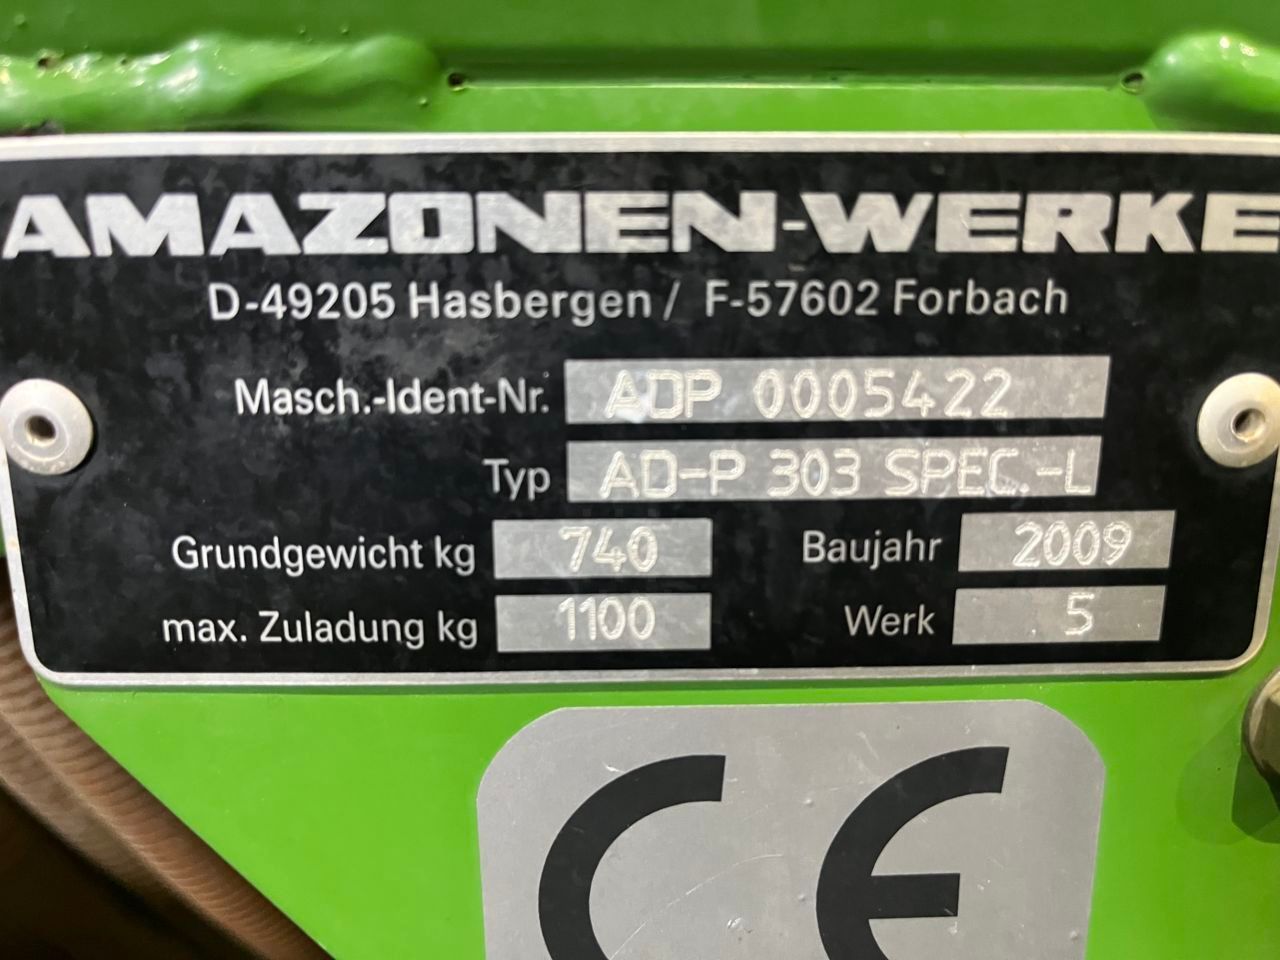 AMAZONEN-WERKE
D-49205 Hasbergen / F-57602 Forbach
Masch.-Ident-Nr. ADP 0005422
Typ AD-P 303 SPEC.-L
Grundgewicht kg 740 Baujahr 2009
max. Zuladung kg 1100 Werk 5
CE